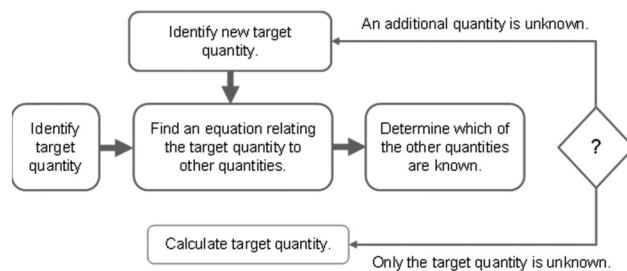 Identify new target
quantity.
An additional quantity is unknown.
Identify
target
quantity
Find an equation relating
the target quantity to
other quantities.
Determine which of
the other quantities
are known.
?
Calculate target quantity.
Only the target quantity is unknown.